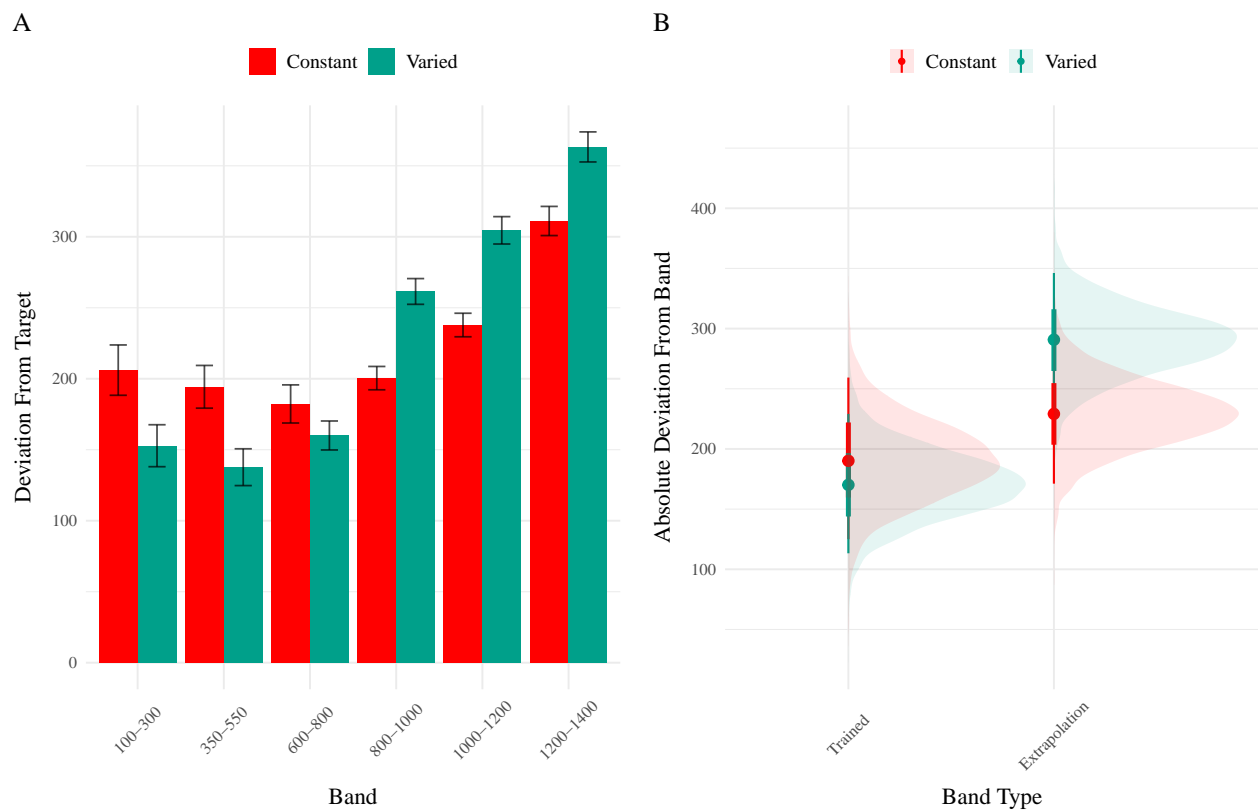 A
Constant
Varied
Deviation From Target
300
200
100
0
100–300
350–550
600–800
800–1000
1000–1200
1200–1400
Band
B
Constant
Varied
Absolute Deviation From Band
400
300
200
100
Trained
Extrapolation
Band Type